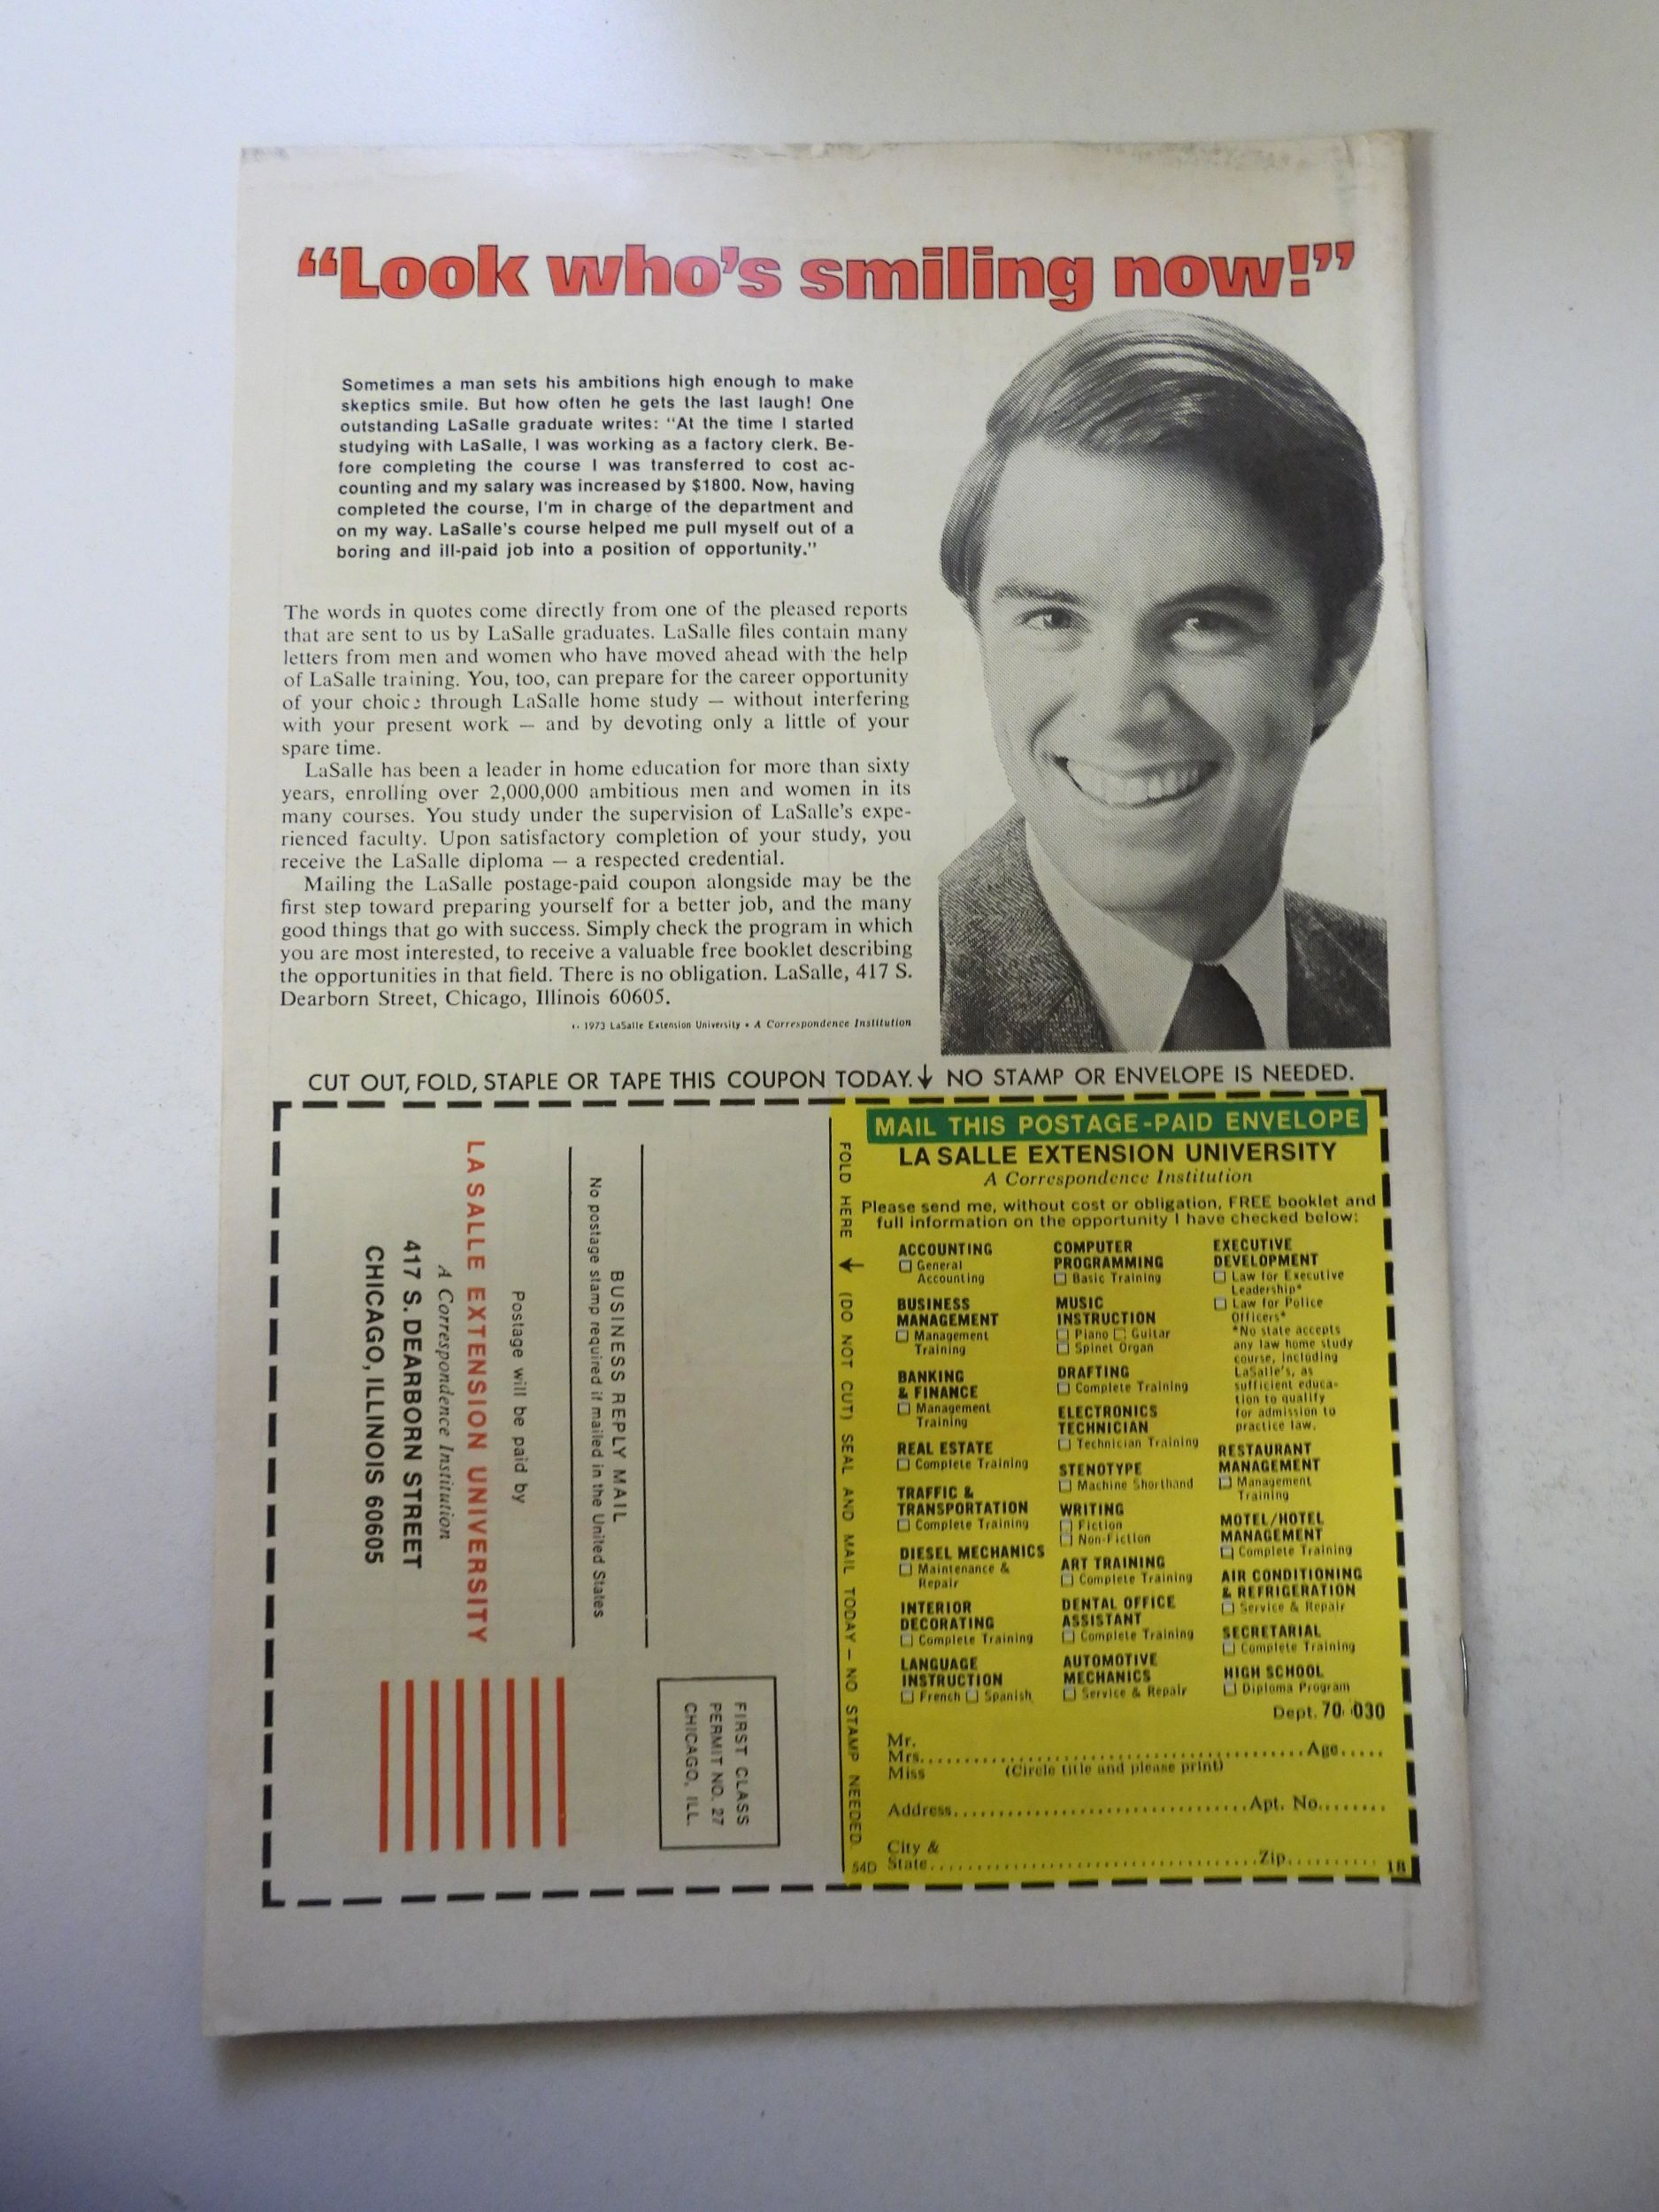 “Look who’s smiling now!”
Sometimes a man sets his ambitions high enough to make
skeptics smile. But how often he gets the last laugh! One
outstanding LaSalle graduate writes: “At the time I started
studying with LaSalle, I was working as a factory clerk. Be-
fore completing the course I was transferred to cost ac-
counting and my salary was increased by $1800. Now, having
completed the course, I'm in charge of the department and
on my way. LaSalle's course helped me pull myself out of a
boring and ill-paid job into a position of opportunity.”
The words in quotes come directly from one of the pleased reports
that are sent to us by LaSalle graduates. LaSalle files contain many
letters from men and women who have moved ahead with the help
of LaSalle training. You, too, can prepare for the career opportunity
of your choice through LaSalle home study — without interfering
with your present work — and by devoting only a little of your
spare time.
LaSalle has been a leader in home education for more than sixty
years, enrolling over 2,000,000 ambitious men and women in its
many courses. You study under the supervision of LaSalle's expe-
rienced faculty. Upon satisfactory completion of your study, you
receive the LaSalle diploma — a respected credential.
Mailing the LaSalle postage-paid coupon alongside may be the
first step toward preparing yourself for a better job, and the many
good things that go with success. Simply check the program in which
you are most interested, to receive a valuable free booklet describing
the opportunities in that field. There is no obligation. LaSalle, 417 S.
Dearborn Street, Chicago, Illinois 60605.
1973 LaSalle Extension University • A Correspondence Institution
CUT OUT, FOLD, STAPLE OR TAPE THIS COUPON TODAY. ↓ NO STAMP OR ENVELOPE IS NEEDED.
FIRST CLASS
PERMIT NO. 27
CHICAGO, ILL.
BUSINESS REPLY MAIL
No postage stamp required if mailed in the United States
Postage will be paid by
LA SALLE EXTENSION UNIVERSITY
A Correspondence Institution
417 S. DEARBORN STREET
CHICAGO, ILLINOIS 60605
FOLD HERE ↓ (DO NOT CUT) SEAL AND MAIL TODAY — NO STAMP NEEDED.
MAIL THIS POSTAGE-PAID ENVELOPE
LA SALLE EXTENSION UNIVERSITY
A Correspondence Institution
Please send me, without cost or obligation, FREE booklet and
full information on the opportunity I have checked below:
ACCOUNTING
☐ General
Accounting
BUSINESS
MANAGEMENT
☐ Management
Training
BANKING
& FINANCE
☐ Management
Training
REAL ESTATE
☐ Complete Training
TRAFFIC &
TRANSPORTATION
☐ Complete Training
DIESEL MECHANICS
☐ Maintenance &
Repair
INTERIOR
DECORATING
☐ Complete Training
LANGUAGE
INSTRUCTION
☐ French ☐ Spanish
COMPUTER
PROGRAMMING
☐ Basic Training
MUSIC
INSTRUCTION
☐ Piano ☐ Guitar
☐ Spinet Organ
DRAFTING
☐ Complete Training
ELECTRONICS
TECHNICIAN
☐ Technician Training
STENOTYPE
☐ Machine Shorthand
WRITING
☐ Fiction
☐ Non-Fiction
ART TRAINING
☐ Complete Training
DENTAL OFFICE
ASSISTANT
☐ Complete Training
AUTOMOTIVE
MECHANICS
☐ Service & Repair
EXECUTIVE
DEVELOPMENT
☐ Law for Executive
Leadership*
☐ Law for Police
Officers*
*No state accepts
any law home study
course, including
LaSalle's, as
sufficient educa-
tion to qualify
for admission to
practice law.
RESTAURANT
MANAGEMENT
☐ Management
Training
MOTEL/HOTEL
MANAGEMENT
☐ Complete Training
AIR CONDITIONING
& REFRIGERATION
☐ Service & Repair
SECRETARIAL
☐ Complete Training
HIGH SCHOOL
☐ Diploma Program
Dept. 70-030
Mr.
Mrs. Age
Miss (Circle title and please print)
Address Apt. No.
City &
State Zip
54D
18